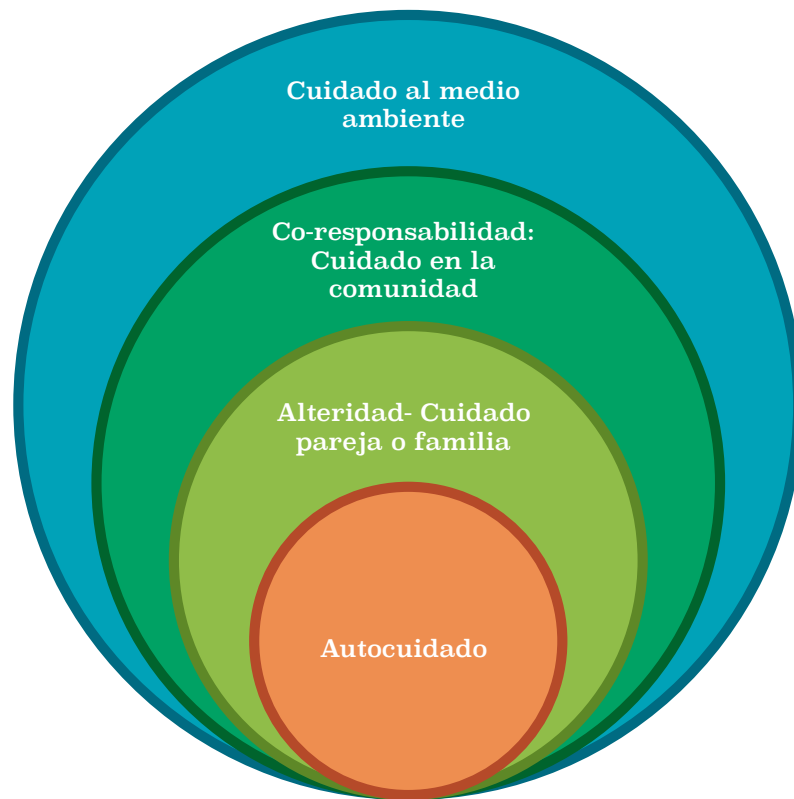 Cuidado al medio
ambiente
Co-responsabilidad:
Cuidado en la
comunidad
Alteridad- Cuidado
pareja o familia
Autocuidado